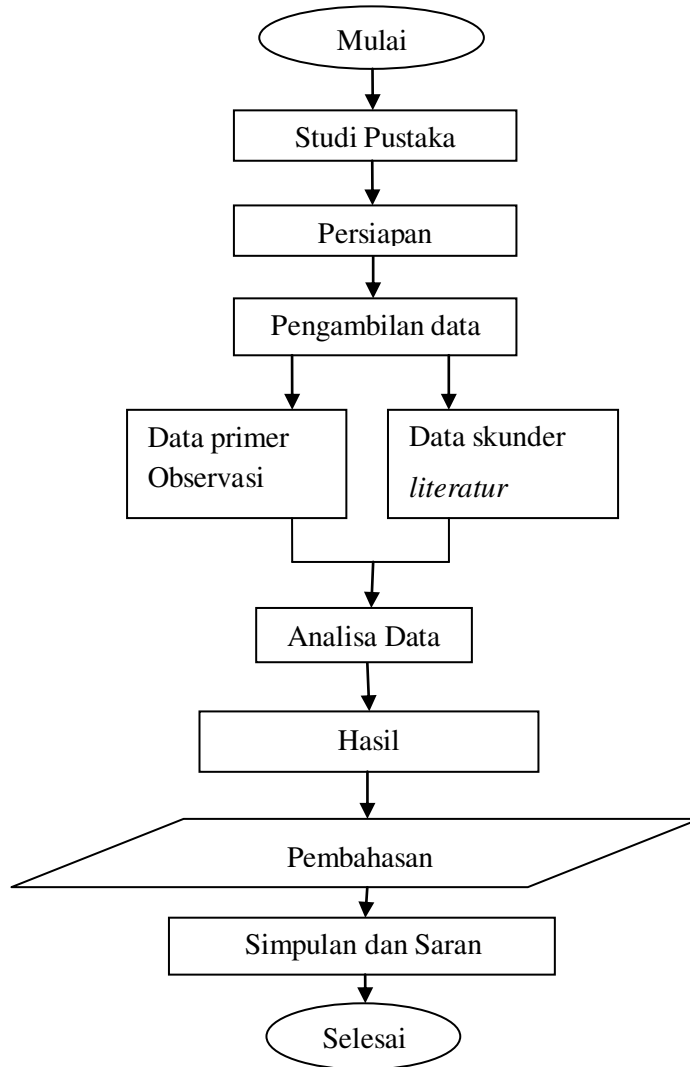 Mulai
Studi Pustaka
Persiapan
Pengambilan data
Data primer
Observasi
Data skunder
literatur
Analisa Data
Hasil
Pembahasan
Simpulan dan Saran
Selesai